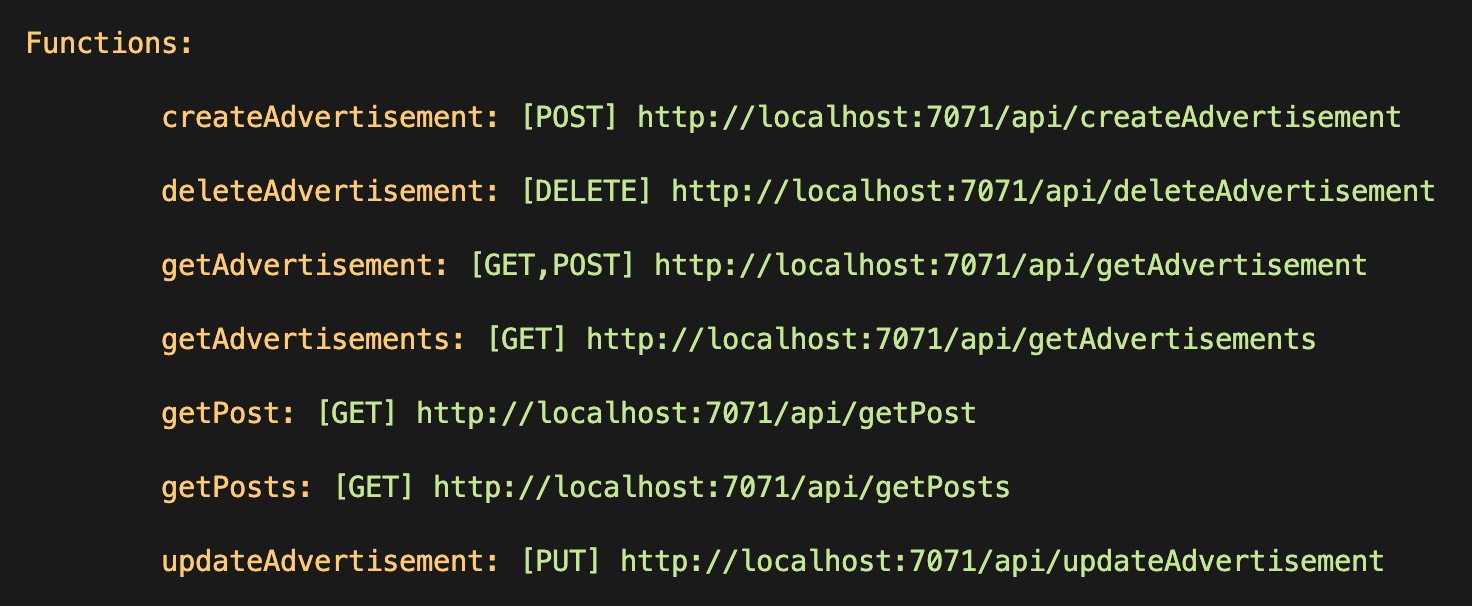 Functions:
createAdvertisement: [POST] http://localhost:7071/api/createAdvertisement
deleteAdvertisement: [DELETE] http://localhost:7071/api/deleteAdvertisement
getAdvertisement: [GET,POST] http://localhost:7071/api/getAdvertisement
getAdvertisements: [GET] http://localhost:7071/api/getAdvertisements
getPost: [GET] http://localhost:7071/api/getPost
getPosts: [GET] http://localhost:7071/api/getPosts
updateAdvertisement: [PUT] http://localhost:7071/api/updateAdvertisement